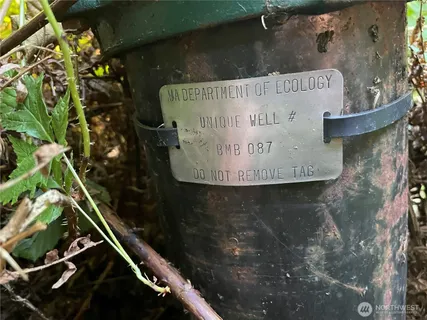 WA DEPARTMENT OF ECOLOGY
UNIQUE WELL #
BMB 087
DO NOT REMOVE TAG
NORTHWEST